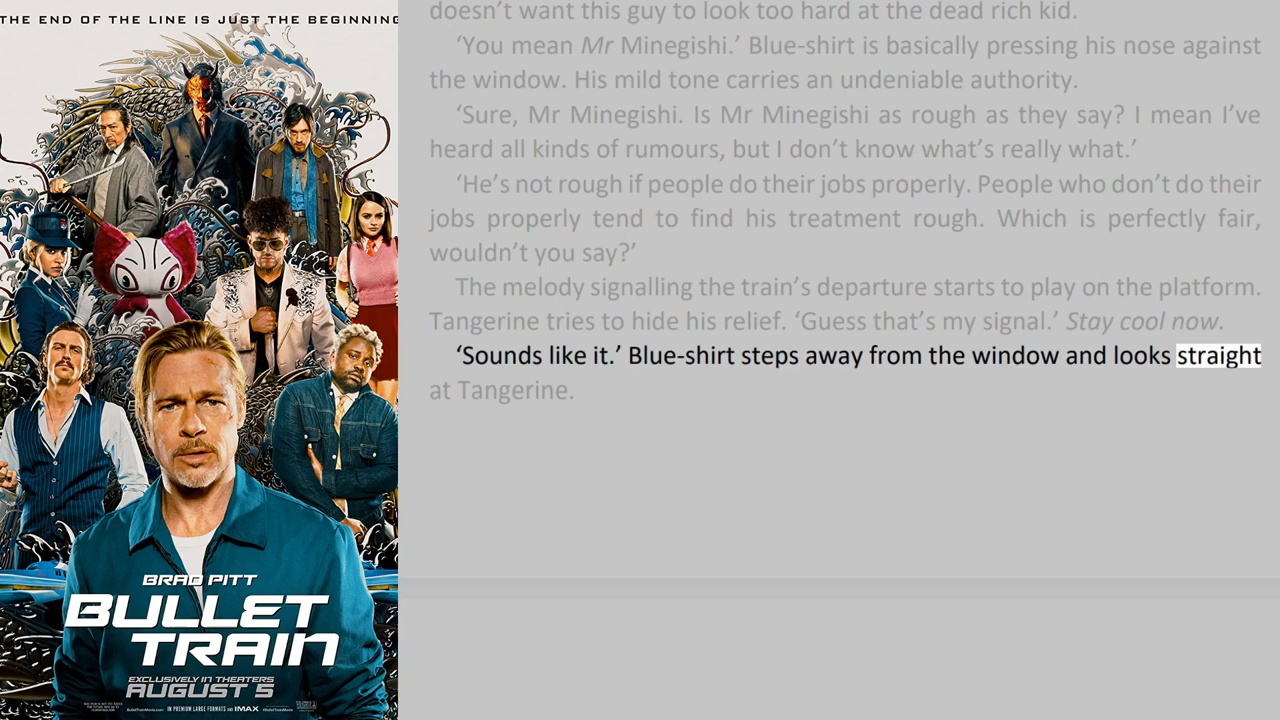 THE END OF THE LINE IS JUST THE BEGINNING
BRAD PITT
BULLET
TRAIN
EXCLUSIVELY IN THEATERS
AUGUST 5
BulletTrainMovie.com
IN PREMIUM LARGE FORMATS AND IMAX
#BulletTrainMovie
doesn’t want this guy to look too hard at the dead rich kid.
‘You mean Mr Minegishi.’ Blue-shirt is basically pressing his nose against
the window. His mild tone carries an undeniable authority.
‘Sure, Mr Minegishi. Is Mr Minegishi as rough as they say? I mean I’ve
heard all kinds of rumours, but I don’t know what’s really what.’
‘He’s not rough if people do their jobs properly. People who don’t do their
jobs properly tend to find his treatment rough. Which is perfectly fair,
wouldn’t you say?’
The melody signalling the train’s departure starts to play on the platform.
Tangerine tries to hide his relief. ‘Guess that’s my signal.’ Stay cool now.
‘Sounds like it.’ Blue-shirt steps away from the window and looks straight
at Tangerine.